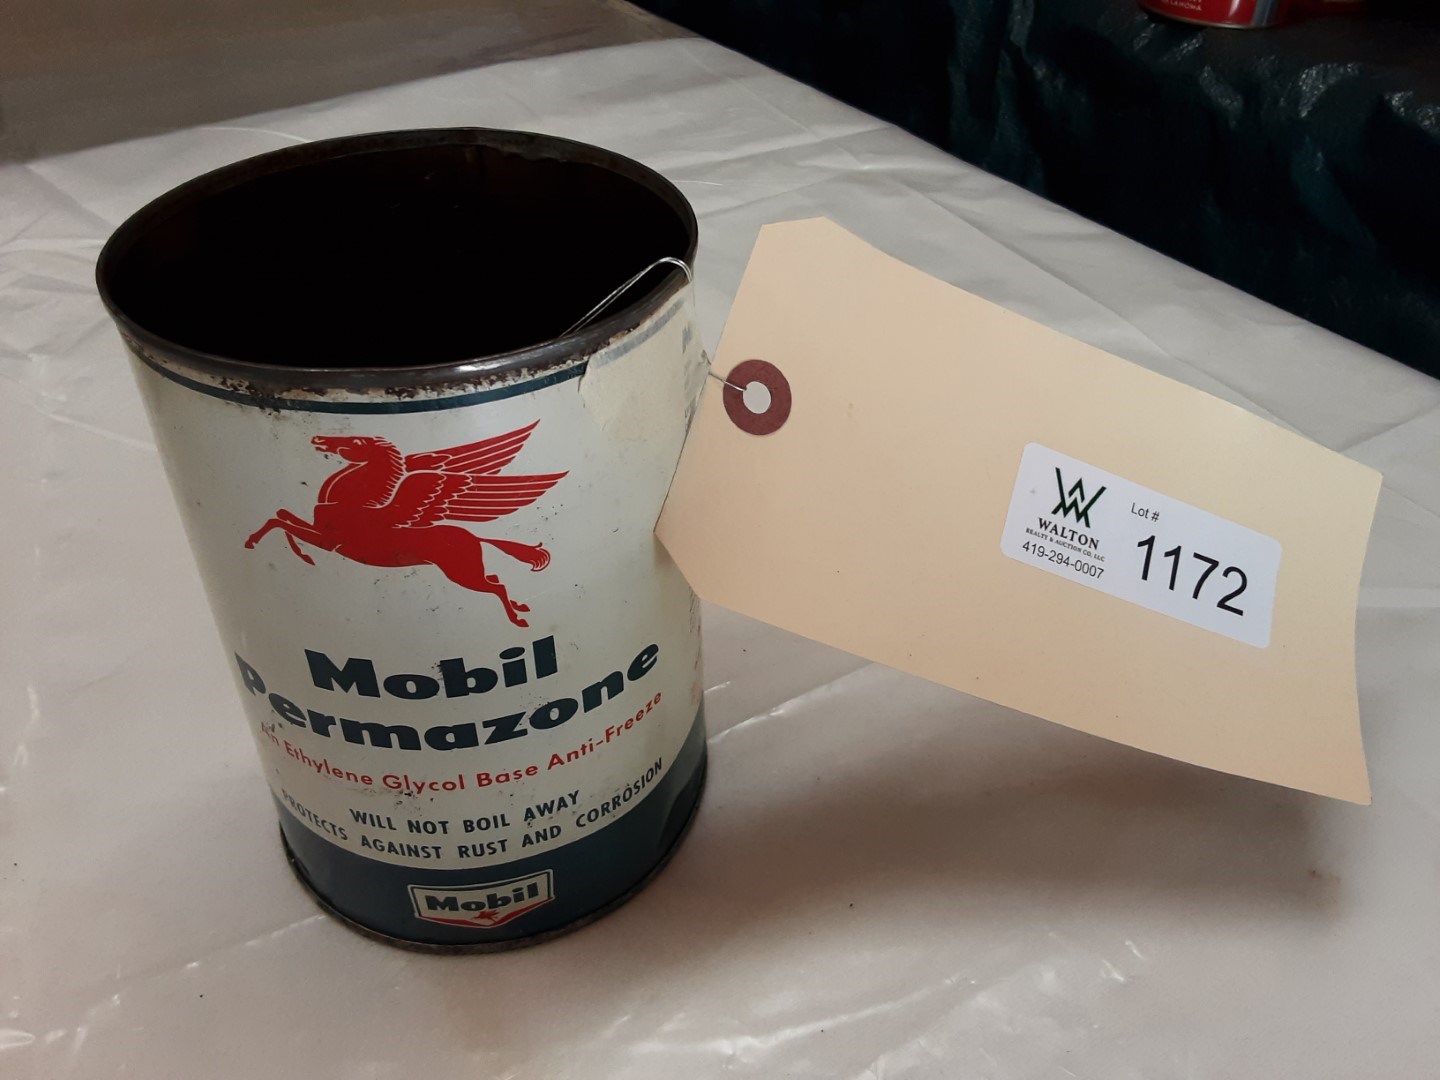 Mobil
Permazone
An Ethylene Glycol Base Anti-Freeze
WILL NOT BOIL AWAY
PROTECTS AGAINST RUST AND CORROSION
Mobil
WALTON
REALTY & AUCTION CO. LLC
419-294-0007
Lot #
1172